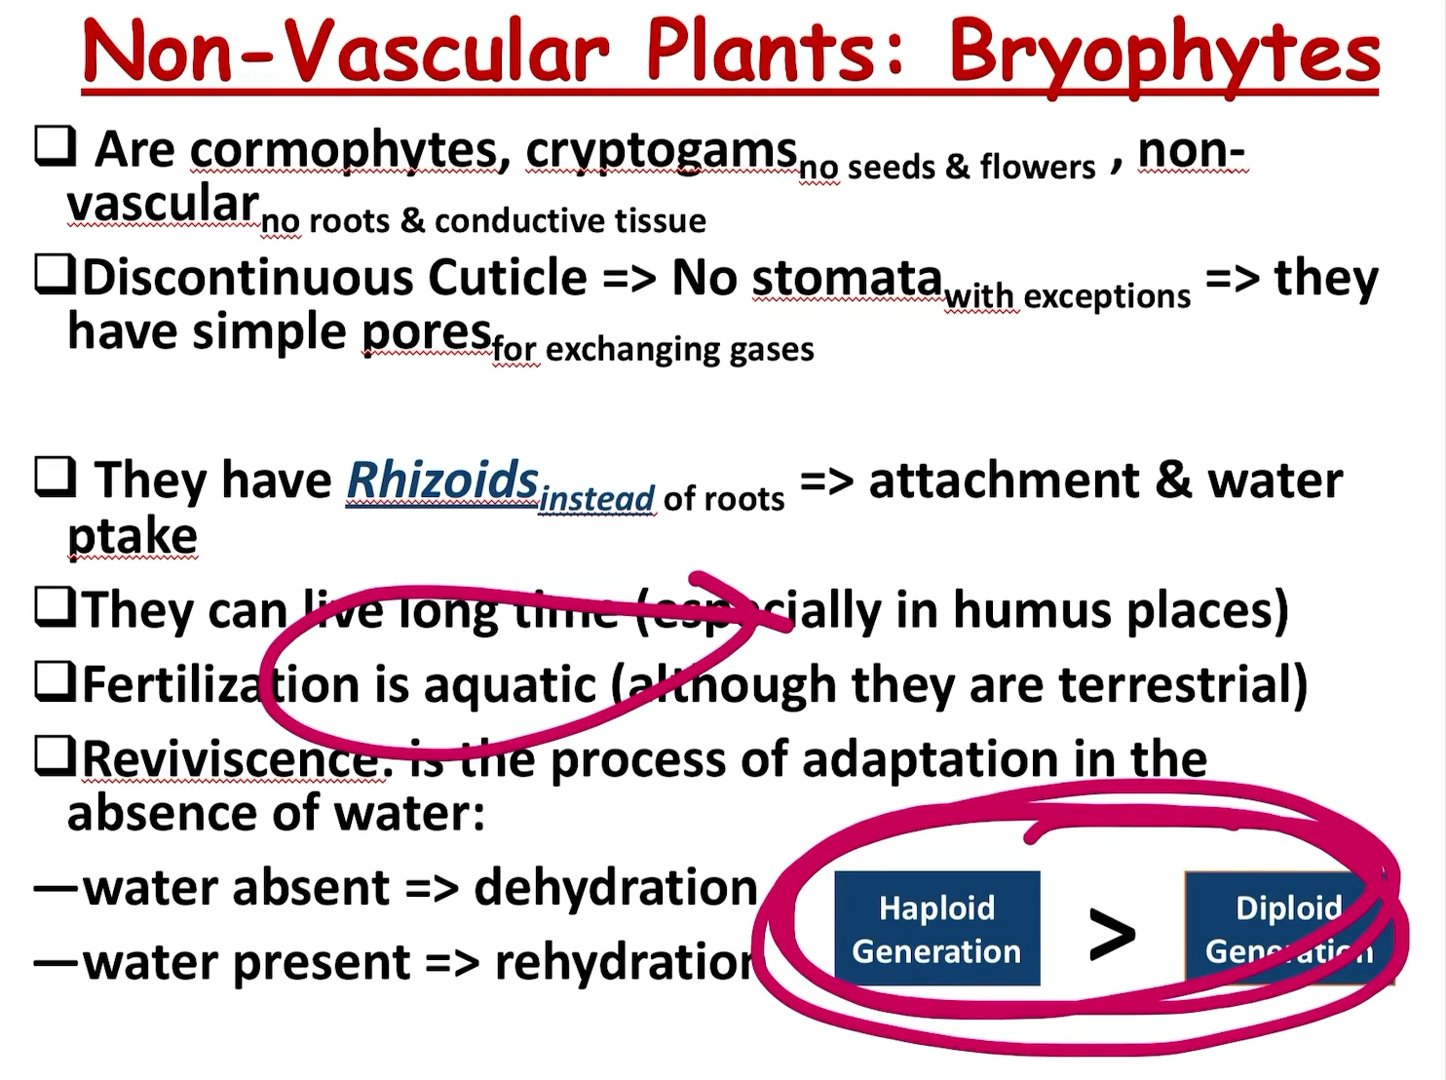 Non-Vascular Plants: Bryophytes
❑ Are cormophytes, cryptogams no seeds & flowers , non-
vascular no roots & conductive tissue
❑Discontinuous Cuticle => No stomata with exceptions => they
have simple pores for exchanging gases
❑ They have Rhizoids instead of roots => attachment & water
ptake
❑They can live long time (especially in humus places)
❑Fertilization is aquatic (although they are terrestrial)
❑Reviviscence: is the process of adaptation in the
absence of water:
—water absent => dehydration
—water present => rehydration
Haploid
Generation
>
Diploid
Generation